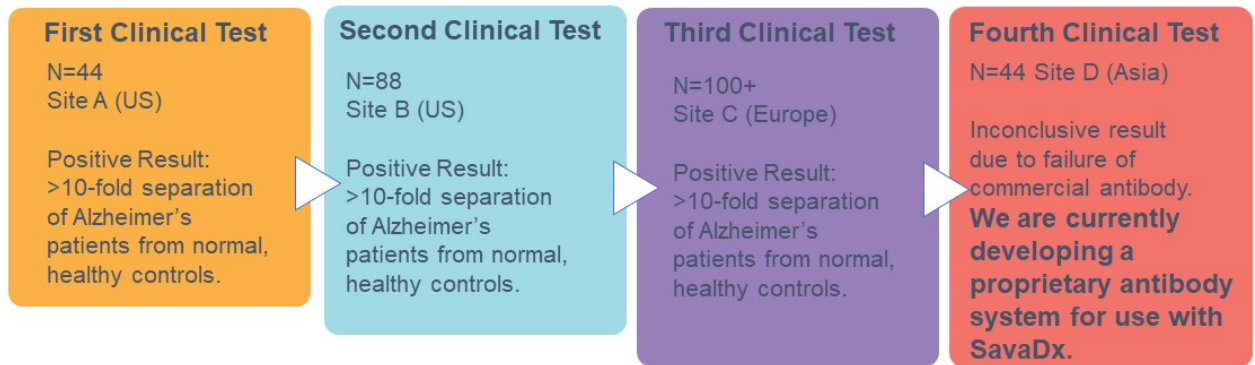 First Clinical Test
N=44
Site A (US)
Positive Result:
>10-fold separation
of Alzheimer's
patients from normal,
healthy controls.
Second Clinical Test
N=88
Site B (US)
Positive Result:
>10-fold separation
of Alzheimer's
patients from normal,
healthy controls.
Third Clinical Test
N=100+
Site C (Europe)
Positive Result:
>10-fold separation
of Alzheimer's
patients from normal,
healthy controls.
Fourth Clinical Test
N=44 Site D (Asia)
Inconclusive result
due to failure of
commercial antibody.
We are currently
developing a
proprietary antibody
system for use with
SavaDx.